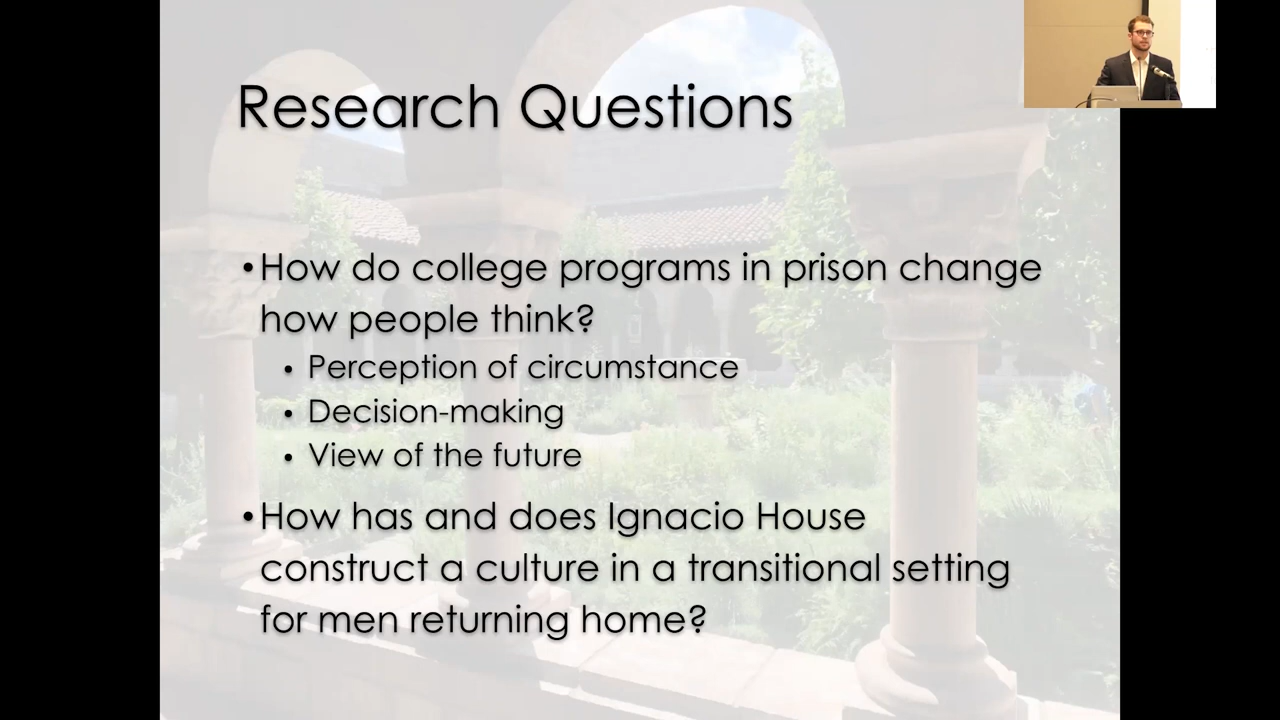 Research Questions
•How do college programs in prison change
how people think?
• Perception of circumstance
• Decision-making
• View of the future
•How has and does Ignacio House
construct a culture in a transitional setting
for men returning home?